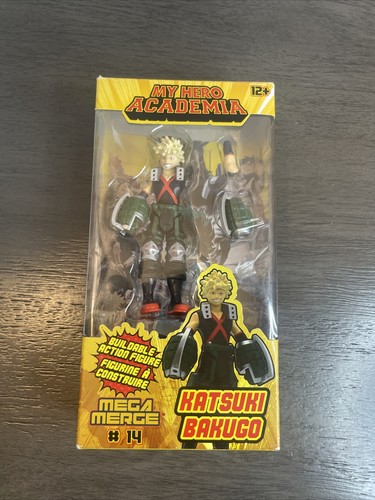 MY HERO
ACADEMIA
12+
BUILDABLE
ACTION FIGURE
FIGURINE À
CONSTRUIRE
MEGA
MERGE
# 14
KATSUKI
BAKUGO